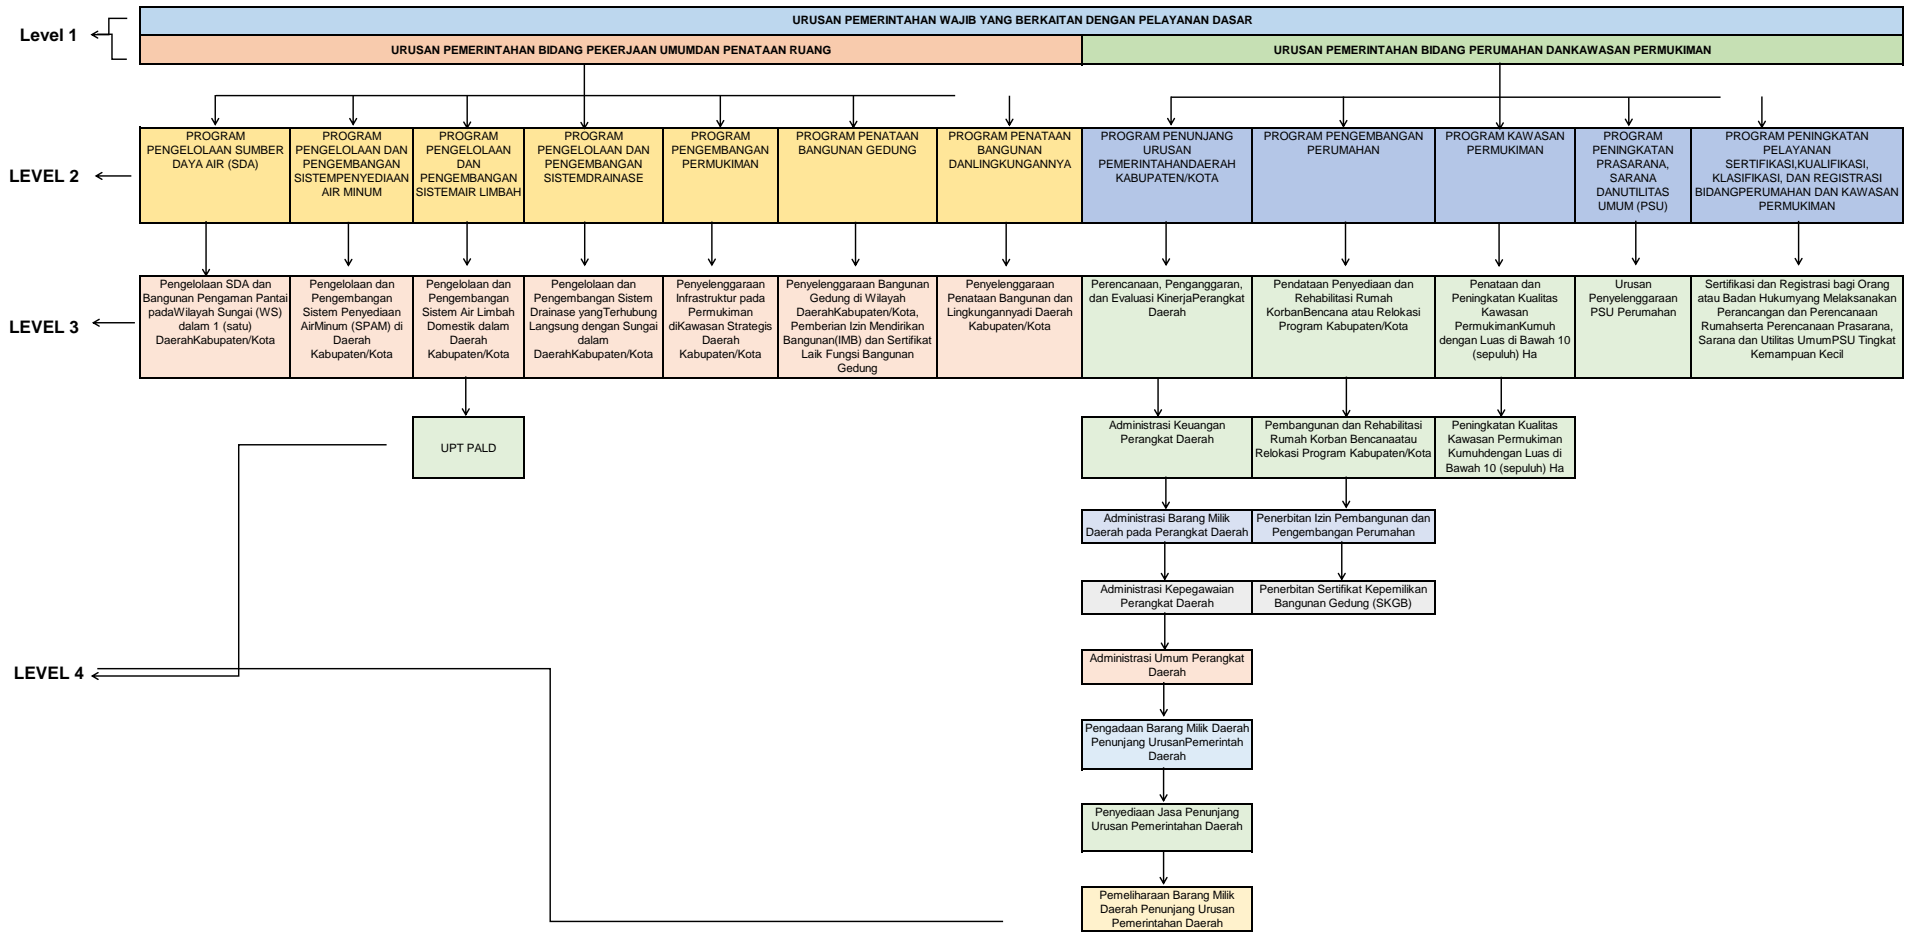 URUSAN PEMERINTAHAN WAJIB YANG BERKAITAN DENGAN PELAYANAN DASAR
Level 1
URUSAN PEMERINTAHAN BIDANG PEKERJAAN UMUMDAN PENATAAN RUANG
URUSAN PEMERINTAHAN BIDANG PERUMAHAN DANKAWASAN PERMUKIMAN
LEVEL 2
PROGRAM
PENGELOLAAN SUMBER
DAYA AIR (SDA)
PROGRAM
PENGELOLAAN DAN
PENGEMBANGAN
SISTEMPENYEDIAAN
AIR MINUM
PROGRAM
PENGELOLAAN
DAN
PENGEMBANGAN
SISTEMAIR LIMBAH
PROGRAM
PENGELOLAAN DAN
PENGEMBANGAN
SISTEMDRAINASE
PROGRAM
PENGEMBANGAN
PERMUKIMAN
PROGRAM PENATAAN
BANGUNAN GEDUNG
PROGRAM PENATAAN
BANGUNAN
DANLINGKUNGANNYA
PROGRAM PENUNJANG
URUSAN
PEMERINTAHANDAERAH
KABUPATEN/KOTA
PROGRAM PENGEMBANGAN
PERUMAHAN
PROGRAM KAWASAN
PERMUKIMAN
PROGRAM
PENINGKATAN
PRASARANA,
SARANA
DANUTILITAS
UMUM (PSU)
PROGRAM PENINGKATAN
PELAYANAN
SERTIFIKASI,KUALIFIKASI,
KLASIFIKASI, DAN REGISTRASI
BIDANGPERUMAHAN DAN KAWASAN
PERMUKIMAN
LEVEL 3
Pengelolaan SDA dan
Bangunan Pengaman Pantai
padaWilayah Sungai (WS)
dalam 1 (satu)
DaerahKabupaten/Kota
Pengelolaan dan
Pengembangan
Sistem Penyediaan
AirMinum (SPAM) di
Daerah
Kabupaten/Kota
Pengelolaan dan
Pengembangan
Sistem Air Limbah
Domestik dalam
Daerah
Kabupaten/Kota
Pengelolaan dan
Pengembangan Sistem
Drainase yangTerhubung
Langsung dengan Sungai
dalam
DaerahKabupaten/Kota
Penyelenggaraan
Infrastruktur pada
Permukiman
diKawasan Strategis
Daerah
Kabupaten/Kota
Penyelenggaraan Bangunan
Gedung di Wilayah
DaerahKabupaten/Kota,
Pemberian Izin Mendirikan
Bangunan(IMB) dan Sertifikat
Laik Fungsi Bangunan
Gedung
Penyelenggaraan
Penataan Bangunan dan
Lingkungannyadi Daerah
Kabupaten/Kota
Perencanaan, Penganggaran,
dan Evaluasi KinerjaPerangkat
Daerah
Pendataan Penyediaan dan
Rehabilitasi Rumah
KorbanBencana atau Relokasi
Program Kabupaten/Kota
Penataan dan
Peningkatan Kualitas
Kawasan
PermukimanKumuh
dengan Luas di Bawah 10
(sepuluh) Ha
Urusan
Penyelenggaraan
PSU Perumahan
Sertifikasi dan Registrasi bagi Orang
atau Badan Hukumyang Melaksanakan
Perancangan dan Perencanaan
Rumahserta Perencanaan Prasarana,
Sarana dan Utilitas UmumPSU Tingkat
Kemampuan Kecil
UPT PALD
Administrasi Keuangan
Perangkat Daerah
Pembangunan dan Rehabilitasi
Rumah Korban Bencanaatau
Relokasi Program Kabupaten/Kota
Peningkatan Kualitas
Kawasan Permukiman
Kumuhdengan Luas di
Bawah 10 (sepuluh) Ha
Administrasi Barang Milik
Daerah pada Perangkat Daerah
Penerbitan Izin Pembangunan dan
Pengembangan Perumahan
Administrasi Kepegawaian
Perangkat Daerah
Penerbitan Sertifikat Kepemilikan
Bangunan Gedung (SKGB)
LEVEL 4
Administrasi Umum Perangkat
Daerah
Pengadaan Barang Milik Daerah
Penunjang UrusanPemerintah
Daerah
Penyediaan Jasa Penunjang
Urusan Pemerintahan Daerah
Pemeliharaan Barang Milik
Daerah Penunjang Urusan
Pemerintahan Daerah